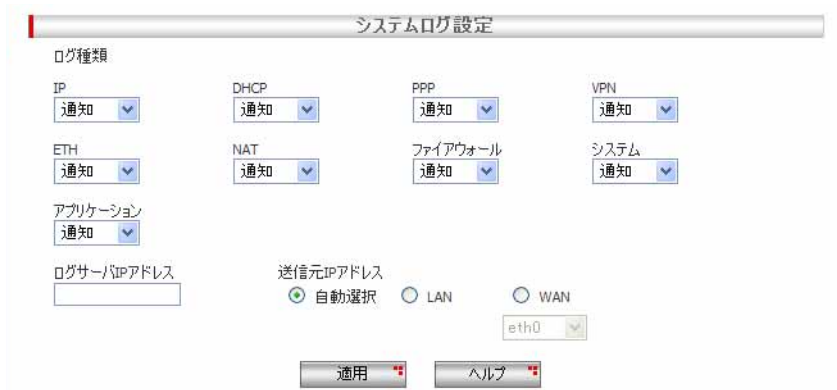 システムログ設定
ログ種類
IP DHCP PPP VPN
通知 通知 通知 通知
ETH NAT ファイアウォール システム
通知 通知 通知 通知
アプリケーション
通知
ログサーバIPアドレス 送信元IPアドレス
自動選択 LAN WAN
eth0
適用 ヘルプ